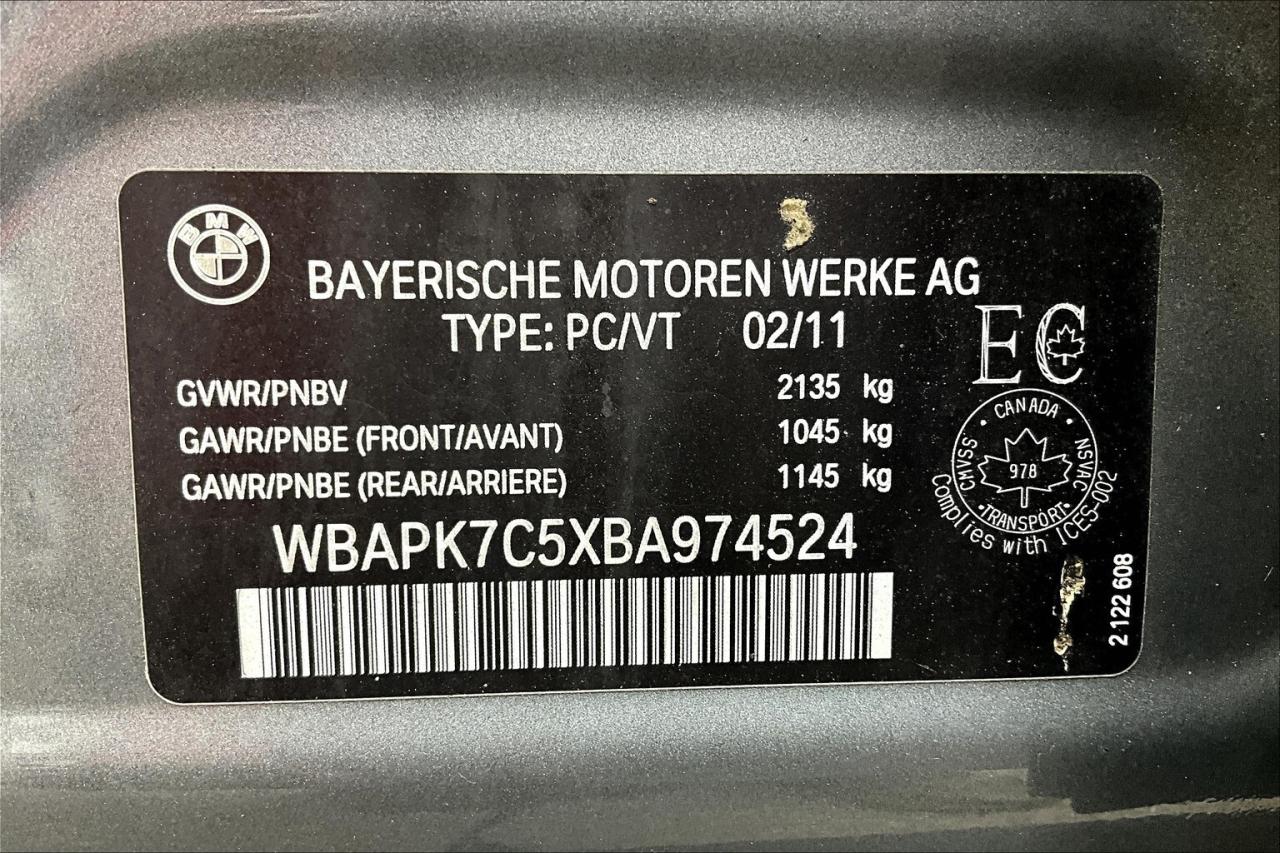 BMW
BAYERISCHE MOTOREN WERKE AG
TYPE: PC/VT 02/11
GVWR/PNBV 2135 kg
GAWR/PNBE (FRONT/AVANT) 1045 kg
GAWR/PNBE (REAR/ARRIERE) 1145 kg
WBAPK7C5XBA974524
EC
CANADA
CMVSS
NSVAC
978
TRANSPORT
Complies with ICES-002
2 122 608